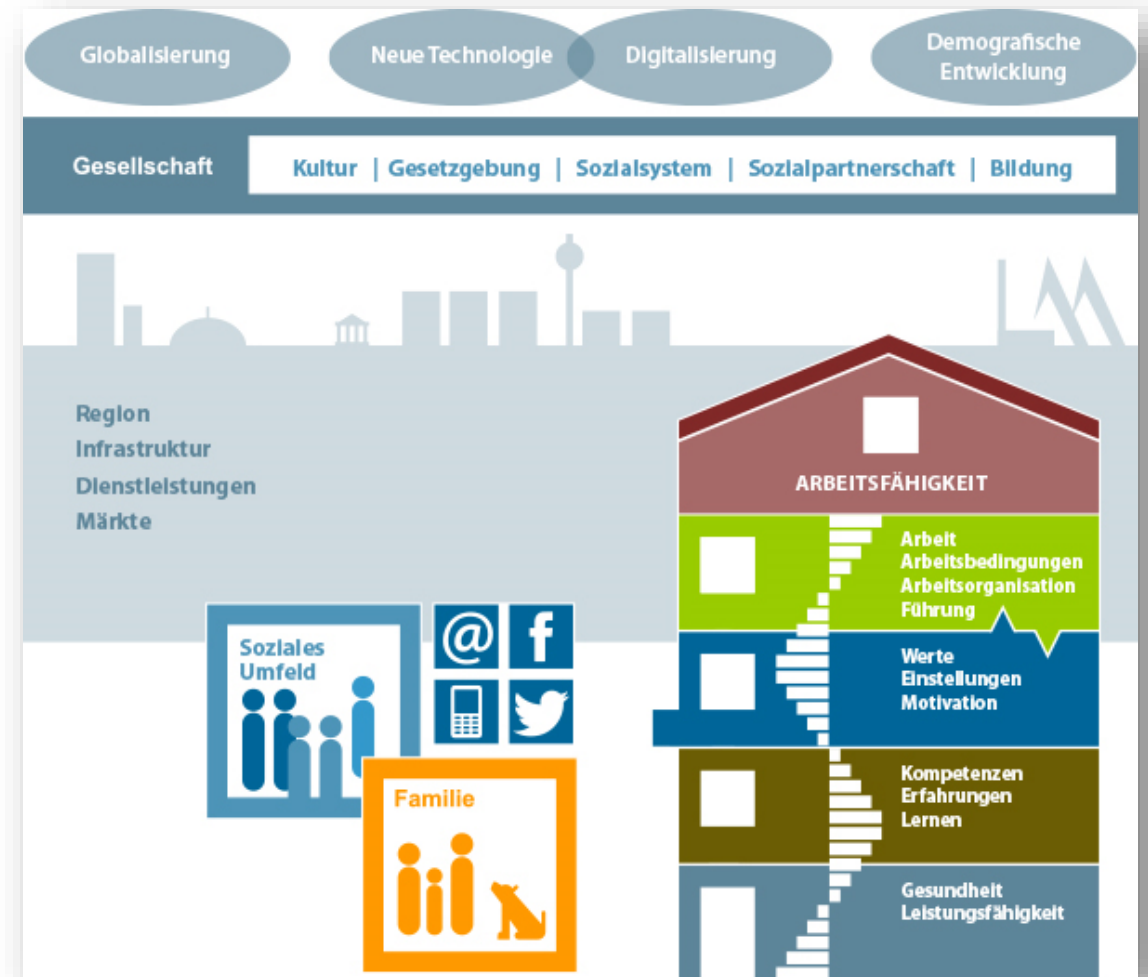 Globalisierung
Neue Technologie
Digitalisierung
Demografische
Entwicklung
Gesellschaft
Kultur | Gesetzgebung | Sozialsystem | Sozialpartnerschaft | Bildung
Region
Infrastruktur
Dienstleistungen
Märkte
ARBEITSFÄHIGKEIT
Arbeit
Arbeitsbedingungen
Arbeitsorganisation
Führung
Soziales
Umfeld
@ f
Werte
Einstellungen
Motivation
Familie
Kompetenzen
Erfahrungen
Lernen
Gesundheit
Leistungsfähigkeit